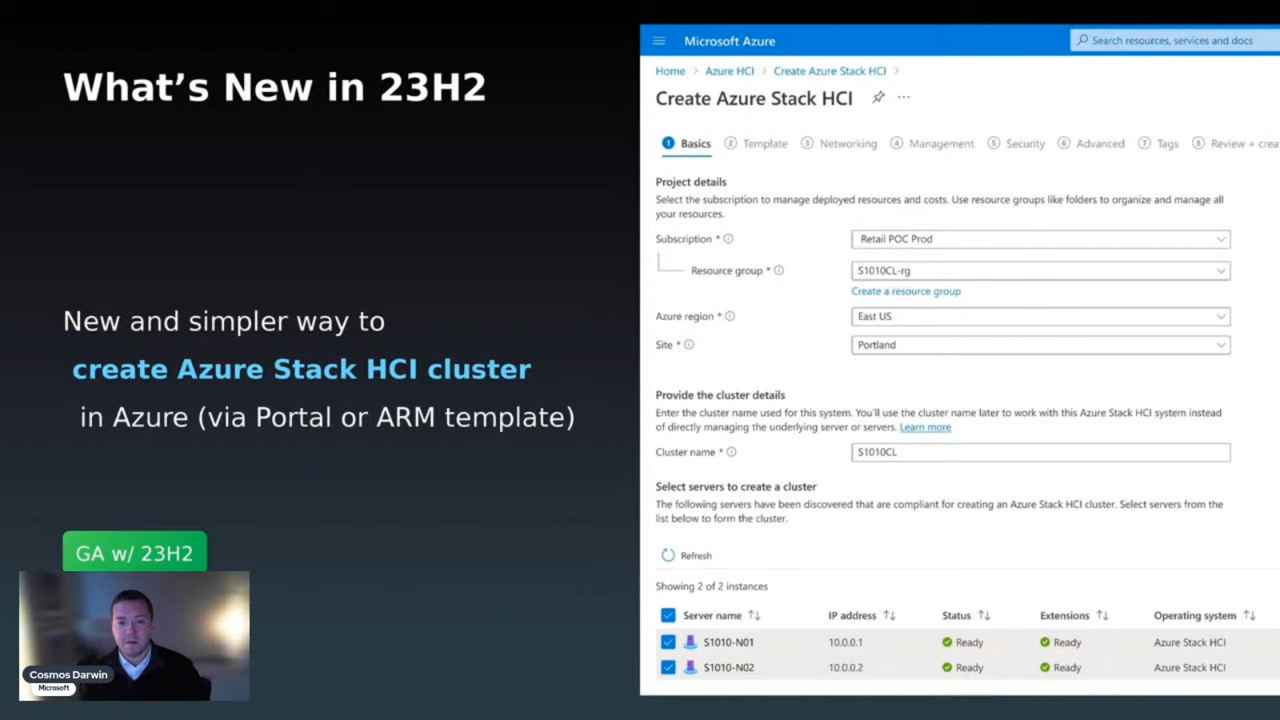 What's New in 23H2
New and simpler way to
create Azure Stack HCI cluster
in Azure (via Portal or ARM template)
GA w/ 23H2
Cosmos Darwin
Microsoft
Microsoft Azure
Search resources, services and docs
Home > Azure HCI > Create Azure Stack HCI >
Create Azure Stack HCI ...
1 Basics 2 Template 3 Networking 4 Management 5 Security 6 Advanced 7 Tags 8 Review + crea
Project details
Select the subscription to manage deployed resources and costs. Use resource groups like folders to organize and manage all
your resources.
Subscription * Retail POC Prod
Resource group * S1010CL-rg
Create a resource group
Azure region * East US
Site * Portland
Provide the cluster details
Enter the cluster name used for this system. You'll use the cluster name later to work with this Azure Stack HCI system instead
of directly managing the underlying server or servers. Learn more
Cluster name * S1010CL
Select servers to create a cluster
The following servers have been discovered that are compliant for creating an Azure Stack HCI cluster. Select servers from the
list below to form the cluster.
Refresh
Showing 2 of 2 instances
Server name ↑↓ IP address ↑↓ Status ↑↓ Extensions ↑↓ Operating system ↑↓
S1010-N01 10.0.0.1 Ready Ready Azure Stack HCI
S1010-N02 10.0.0.2 Ready Ready Azure Stack HCI